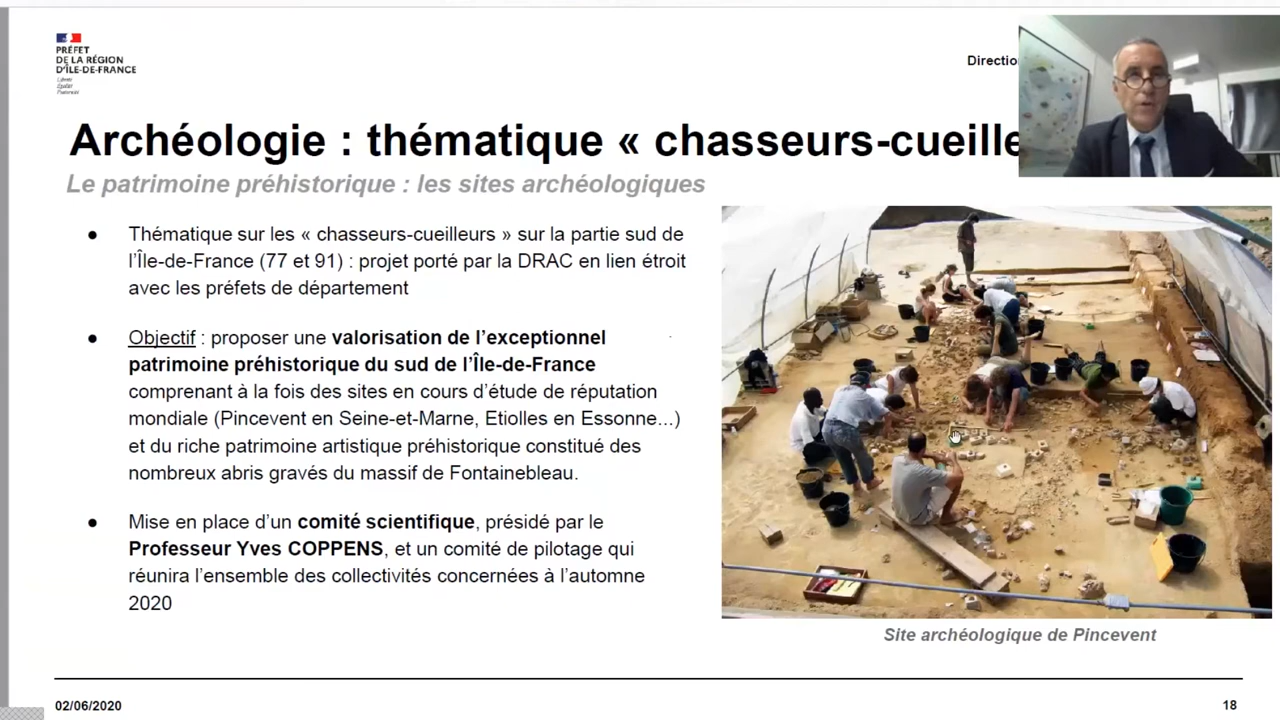 PRÉFET
DE LA RÉGION
D'ÎLE-DE-FRANCE
Liberté
Égalité
Fraternité
Directio
Archéologie : thématique « chasseurs-cueille
Le patrimoine préhistorique : les sites archéologiques
● Thématique sur les « chasseurs-cueilleurs » sur la partie sud de
l'Île-de-France (77 et 91) : projet porté par la DRAC en lien étroit
avec les préfets de département
● Objectif : proposer une valorisation de l'exceptionnel
patrimoine préhistorique du sud de l'Île-de-France
comprenant à la fois des sites en cours d'étude de réputation
mondiale (Pincevent en Seine-et-Marne, Etiolles en Essonne...)
et du riche patrimoine artistique préhistorique constitué des
nombreux abris gravés du massif de Fontainebleau.
● Mise en place d'un comité scientifique, présidé par le
Professeur Yves COPPENS, et un comité de pilotage qui
réunira l'ensemble des collectivités concernées à l'automne
2020
Site archéologique de Pincevent
02/06/2020
18